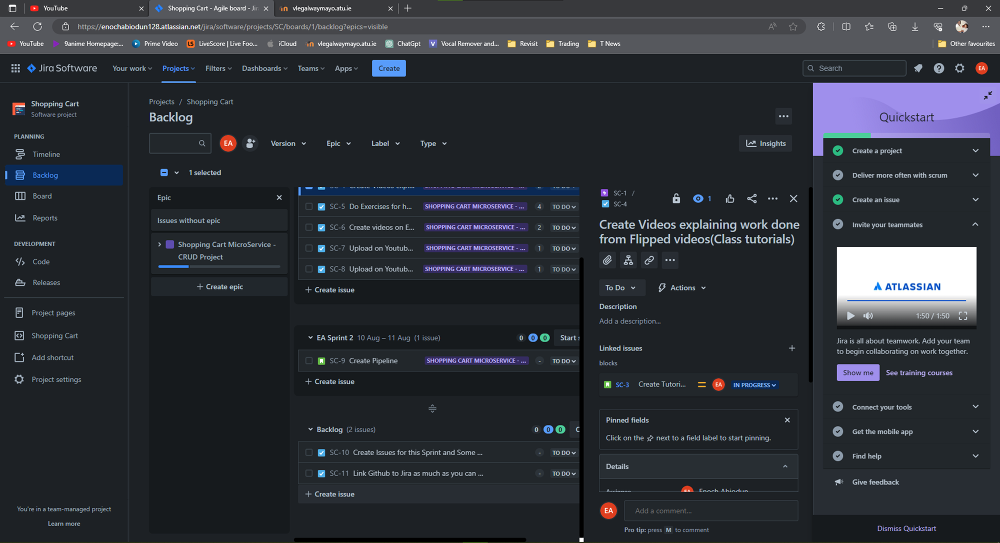 YouTube
Shopping Cart - Agile board - Jir
vlegalwaymayo.atu.ie
https://enochabiodun128.atlassian.net/jira/software/projects/SC/boards/1/backlog?epics=visible
YouTube
9anime Homepage:...
Prime Video
LiveScore | Live Foo...
iCloud
vlegalwaymayo.atu.ie
ChatGpt
Vocal Remover and...
Revisit
Trading
T News
Other favourites
Jira Software
Your work
Projects
Filters
Dashboards
Teams
Apps
Create
Search
EA
Shopping Cart
Software project
PLANNING
Timeline
Backlog
Board
Reports
DEVELOPMENT
Code
Releases
Project pages
Shopping Cart
Add shortcut
Project settings
You're in a team-managed project
Learn more
Projects / Shopping Cart
Backlog
EA
Version
Epic
Label
Type
Insights
1 selected
Epic
Issues without epic
Shopping Cart MicroService -
CRUD Project
+ Create epic
SC-5 Do Exercises for h... SHOPPING CART MICROSERVICE - ... 4 TO DO
SC-6 Create videos on E... SHOPPING CART MICROSERVICE - ... 2 TO DO
SC-7 Upload on Youtub... SHOPPING CART MICROSERVICE - ... 1 TO DO
SC-8 Upload on Youtub... SHOPPING CART MICROSERVICE - ... 1 TO DO
+ Create issue
EA Sprint 2 10 Aug – 11 Aug (1 issue) 0 0 0 Start s
SC-9 Create Pipeline SHOPPING CART MICROSERVICE - ... - TO DO
+ Create issue
Backlog (2 issues) 0 0 0 C
SC-10 Create Issues for this Sprint and Some ... - TO DO
SC-11 Link Github to Jira as much as you can ... - TO DO
+ Create issue
SC-1 /
SC-4
1
Create Videos explaining work done
from Flipped videos(Class tutorials)
To Do
Actions
Description
Add a description...
Linked issues
blocks
SC-3 Create Tutori... EA IN PROGRESS
Pinned fields
Click on the next to a field label to start pinning.
Details
Assignee EA Enoch Abiodun
EA
Add a comment...
Pro tip: press M to comment
Quickstart
Create a project
Deliver more often with scrum
Create an issue
Invite your teammates
ATLASSIAN
1:50 / 1:50
Jira is all about teamwork. Add your team
to begin collaborating on work together.
Show me
See training courses
Connect your tools
Get the mobile app
Find help
Give feedback
Dismiss Quickstart